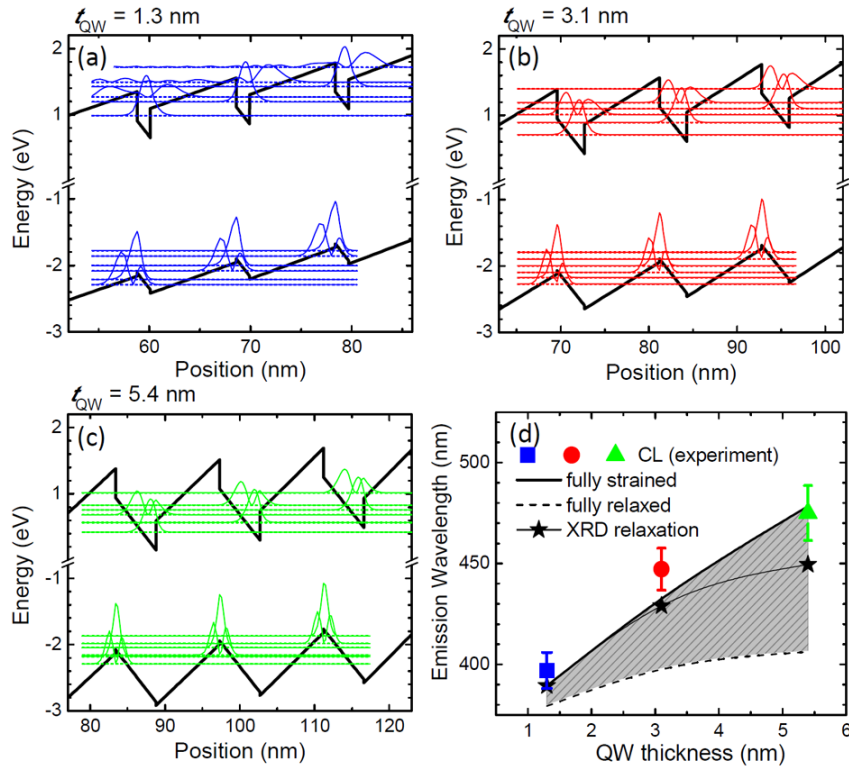 t_QW = 1.3 nm
(a)
2
1
-1
-2
-3
Energy (eV)
60 70 80
Position (nm)
t_QW = 3.1 nm
(b)
2
1
-1
-2
-3
Energy (eV)
70 80 90 100
Position (nm)
t_QW = 5.4 nm
(c)
2
1
-1
-2
-3
Energy (eV)
80 90 100 110 120
Position (nm)
(d)
CL (experiment)
fully strained
fully relaxed
XRD relaxation
500
450
400
Emission Wavelength (nm)
1 2 3 4 5 6
QW thickness (nm)